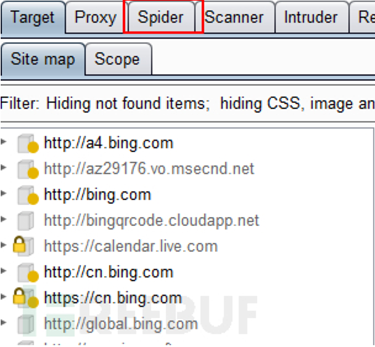 Target Proxy Spider Scanner Intruder Re
Site map Scope
Filter: Hiding not found items; hiding CSS, image an
http://a4.bing.com
http://az29176.vo.msecnd.net
http://bing.com
http://bingqrcode.cloudapp.net
https://calendar.live.com
http://cn.bing.com
https://cn.bing.com
REEBUF
http://global.bing.com